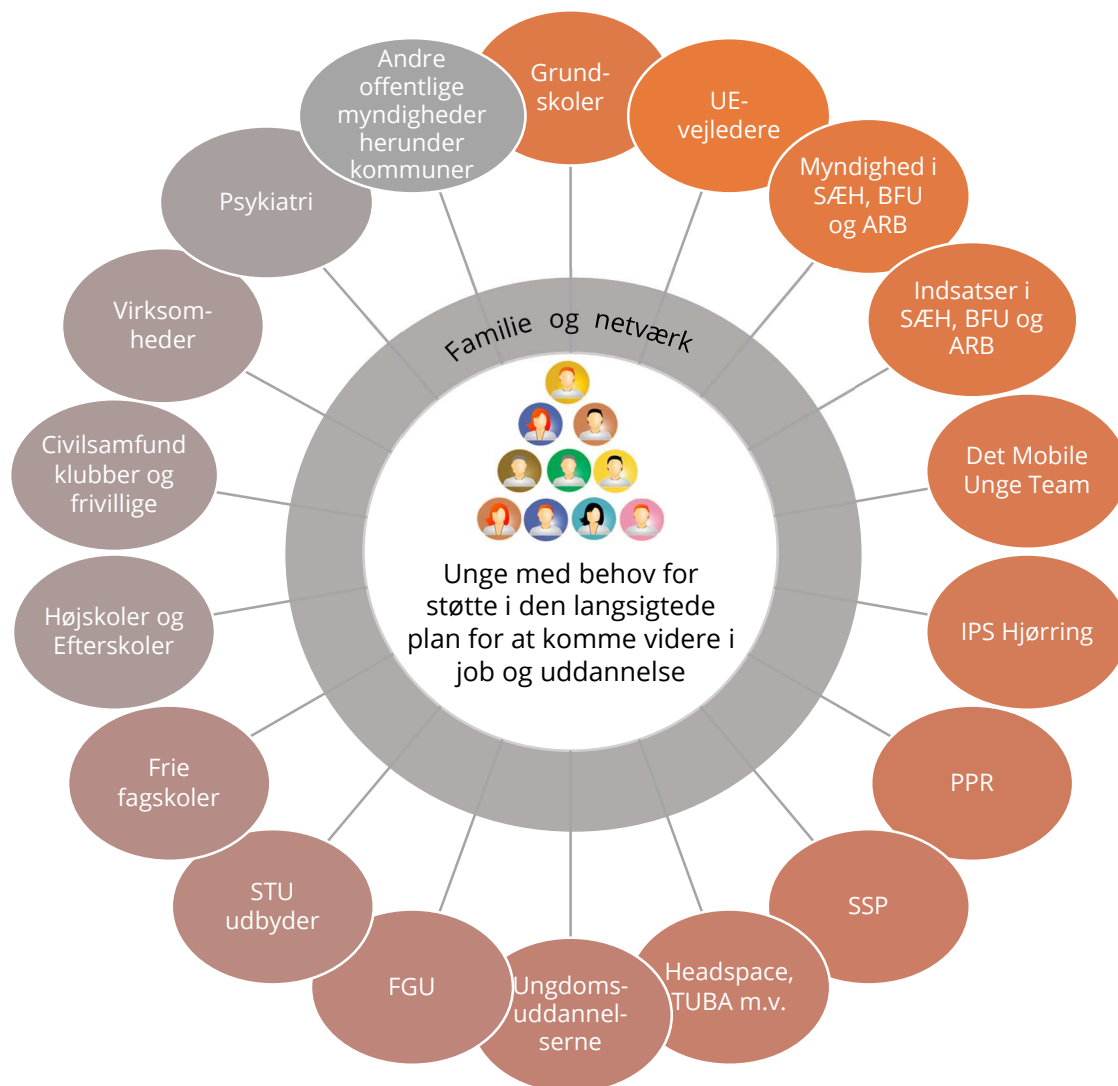 Grund-
skoler
UE-
vejledere
Myndighed i
SÆH, BFU
og ARB
Indsatser i
SÆH, BFU og
ARB
Det Mobile
Unge Team
IPS Hjørring
PPR
SSP
Headspace,
TUBA m.v.
Ungdoms-
uddannel-
serne
FGU
STU
udbyder
Frie
fagskoler
Højskoler og
Efterskoler
Civilsamfund
klubber og
frivillige
Virksom-
heder
Psykiatri
Andre
offentlige
myndigheder
herunder
kommuner
Familie og netværk
Unge med behov for
støtte i den langsigtede
plan for at komme videre i
job og uddannelse